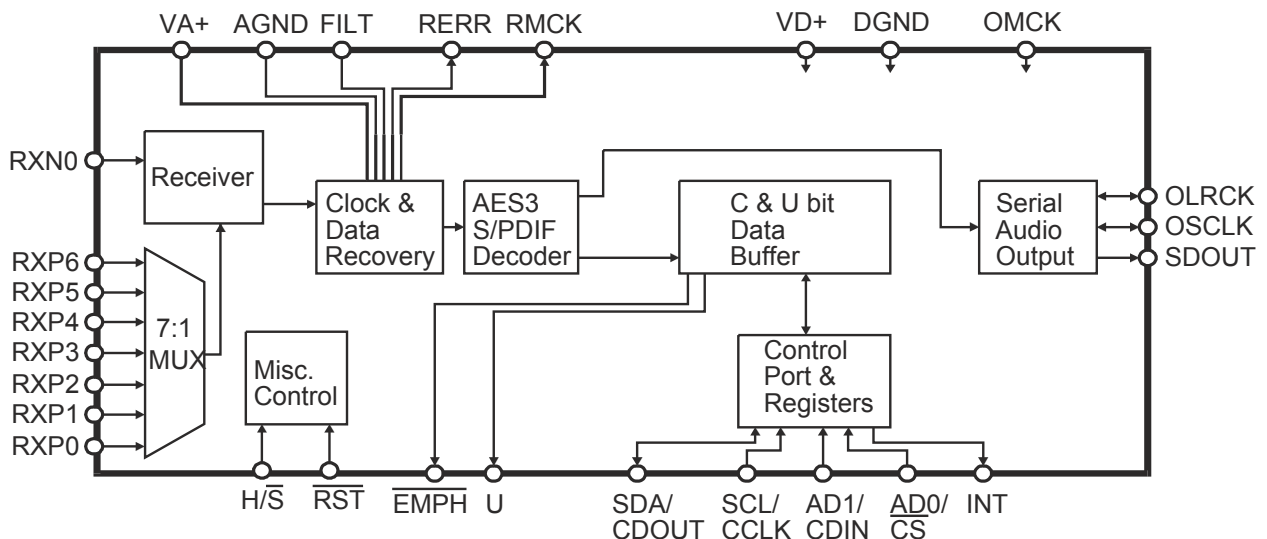 VA+ AGND FILT RERR RMCK VD+ DGND OMCK
RXN0
Receiver
Clock &
Data
Recovery
AES3
S/PDIF
Decoder
C & U bit
Data
Buffer
Serial
Audio
Output
OLRCK
OSCLK
SDOUT
RXP6
RXP5
RXP4
RXP3
RXP2
RXP1
RXP0
7:1
MUX
Misc.
Control
Control
Port &
Registers
H/S RST EMPH U
SDA/
CDOUT
SCL/
CCLK
AD1/
CDIN
AD0/
CS
INT